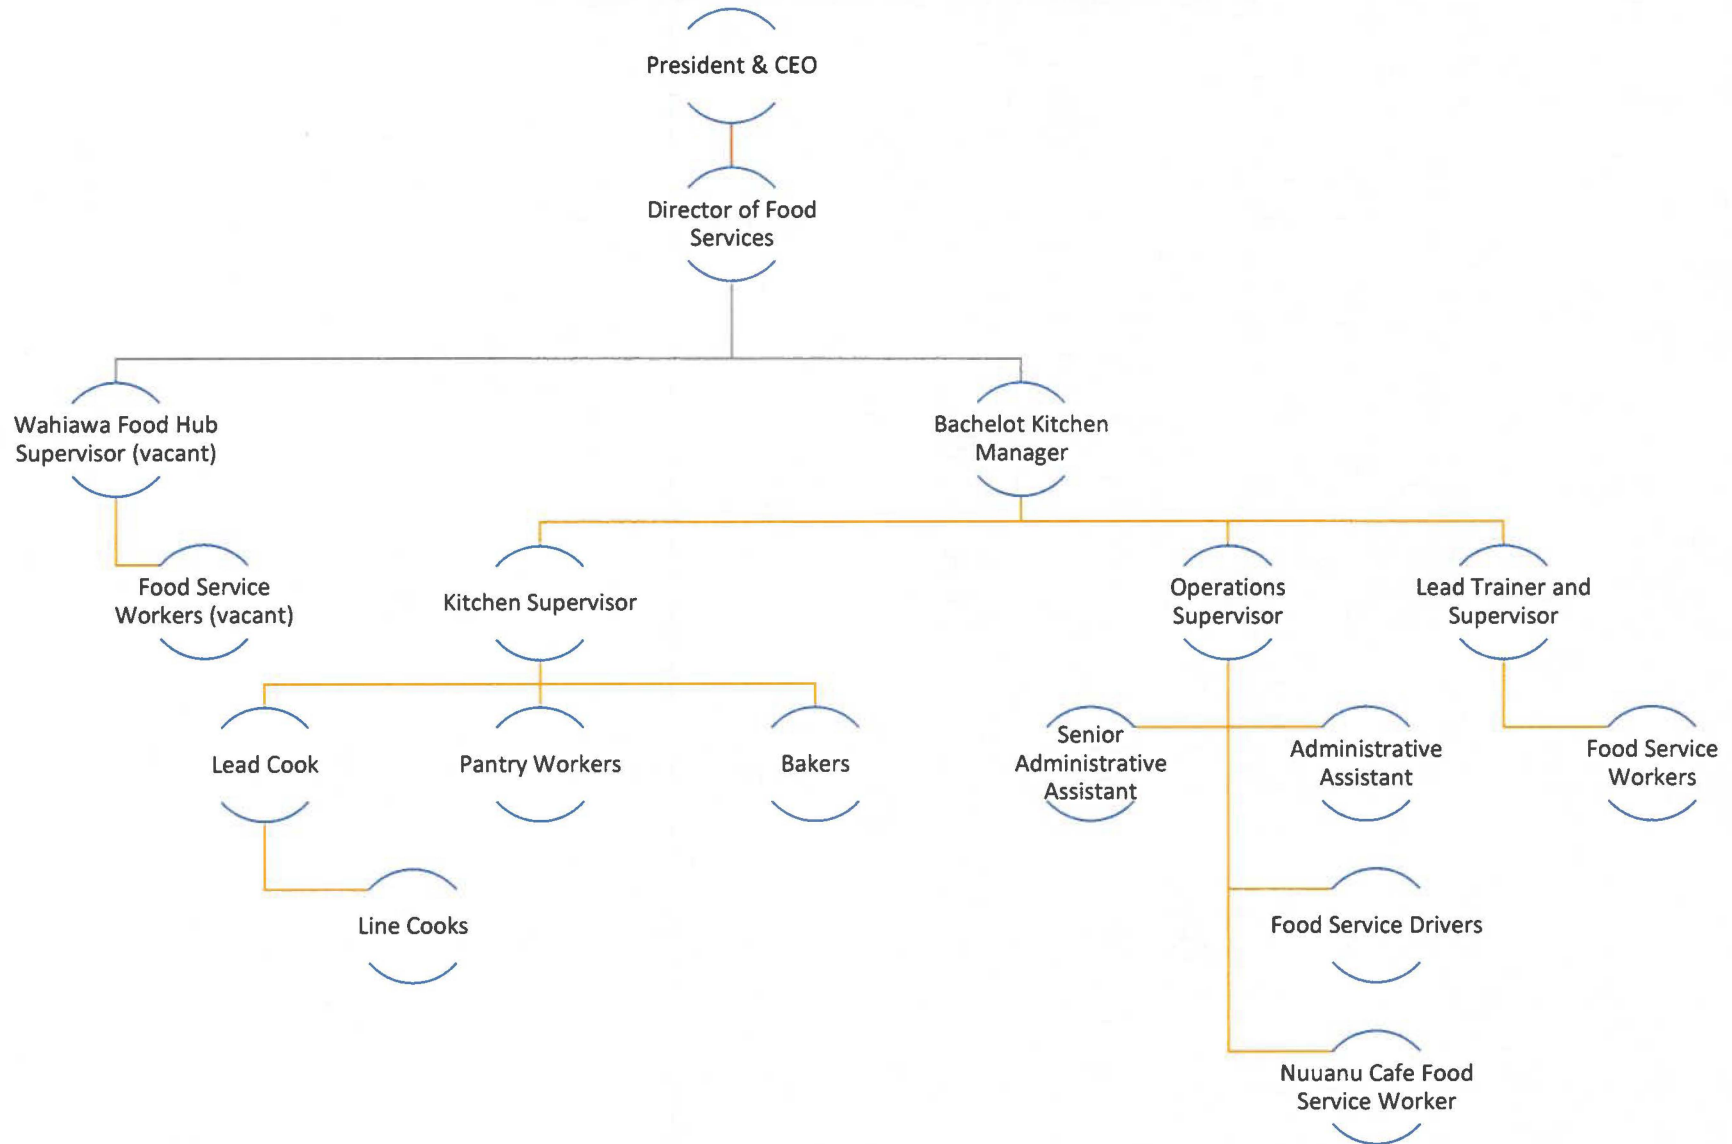 President & CEO
Director of Food
Services
Wahiawa Food Hub
Supervisor (vacant)
Bachelot Kitchen
Manager
Food Service
Workers (vacant)
Kitchen Supervisor
Operations
Supervisor
Lead Trainer and
Supervisor
Lead Cook
Pantry Workers
Bakers
Senior
Administrative
Assistant
Administrative
Assistant
Food Service
Workers
Line Cooks
Food Service Drivers
Nuuanu Cafe Food
Service Worker